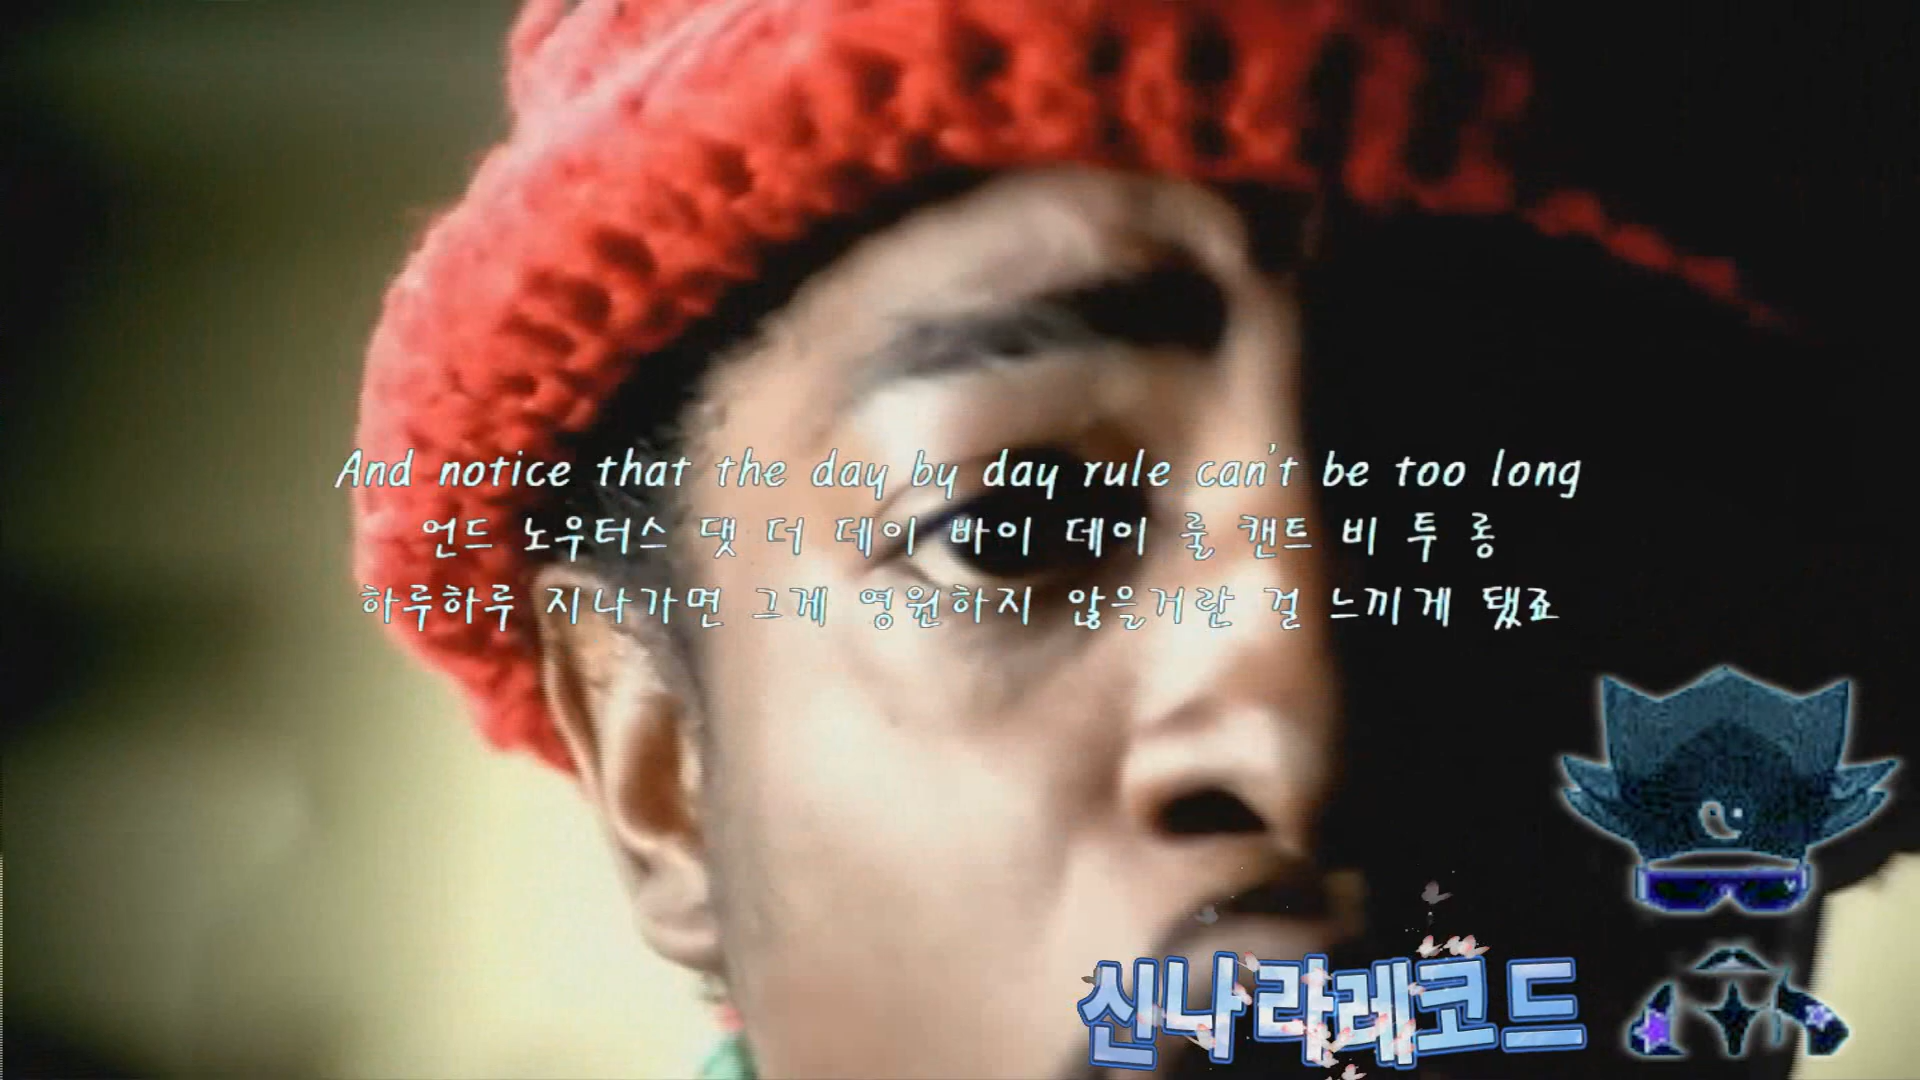 And notice that the day by day rule can't be too long
언드 노우터스 댓 더 데이 바이 데이 룰 캔트 비 투 롱
하루하루 지나가면 그게 영원하지 않을거란 걸 느끼게 됐죠
신나라레코드